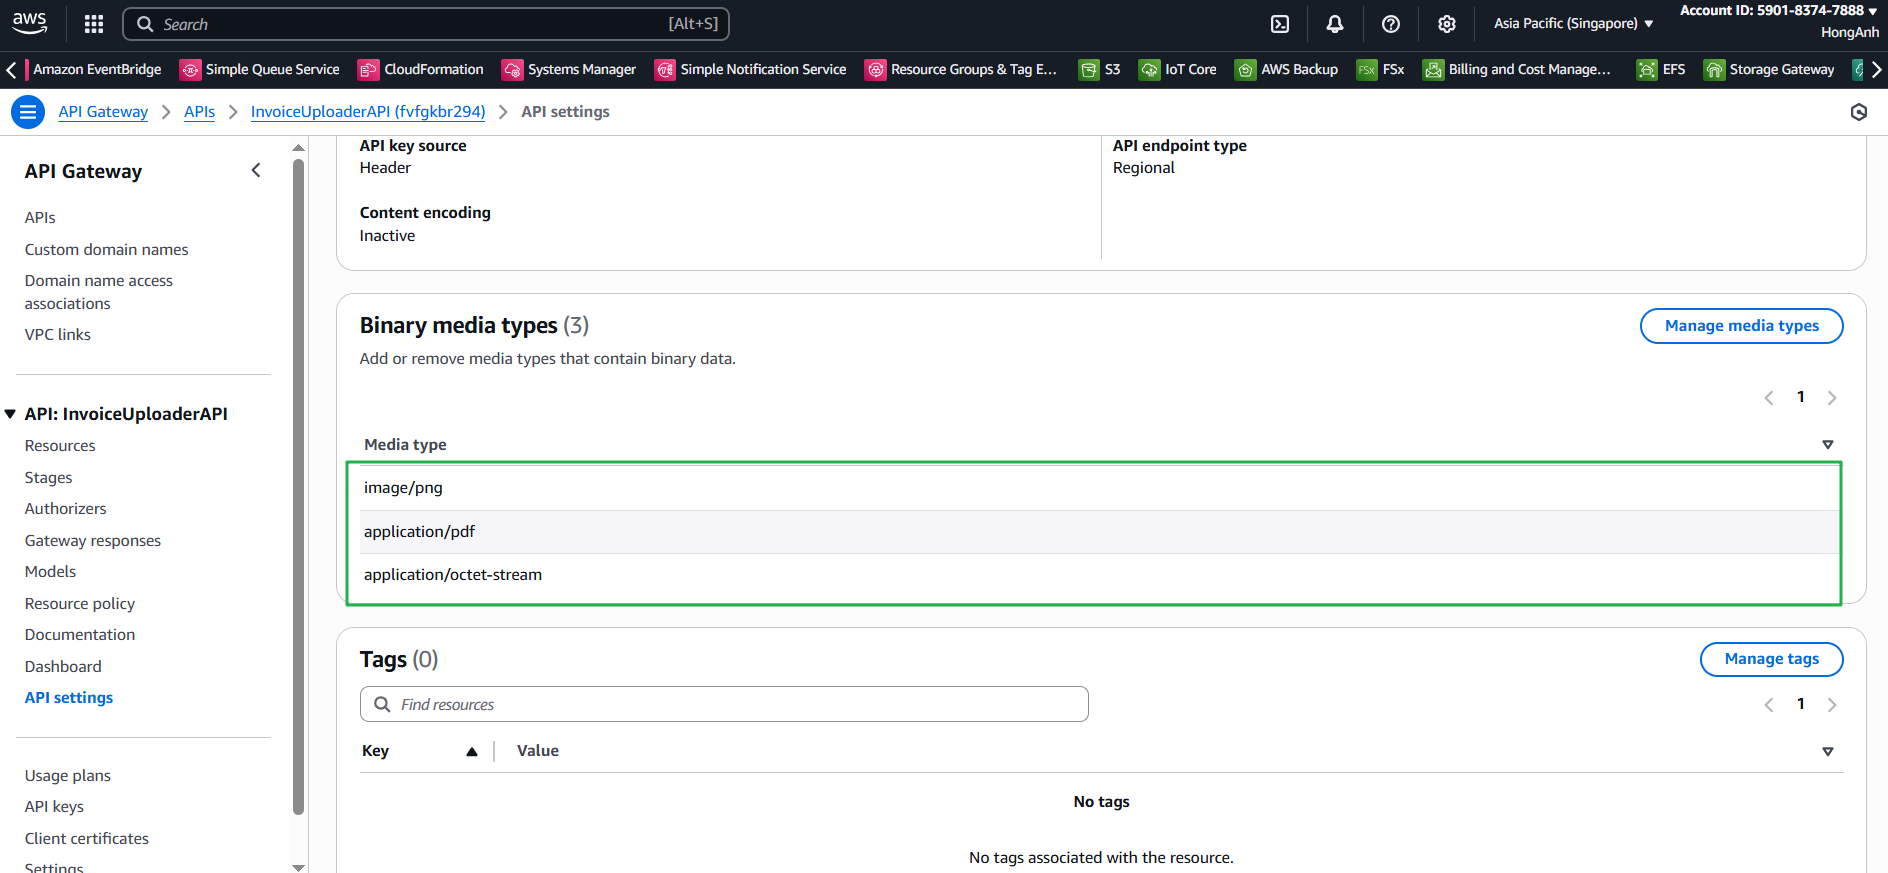 aws
Search
[Alt+S]
Asia Pacific (Singapore)
Account ID: 5901-8374-7888
HongAnh
Amazon EventBridge
Simple Queue Service
CloudFormation
Systems Manager
Simple Notification Service
Resource Groups & Tag E...
S3
IoT Core
AWS Backup
FSx
FSx
Billing and Cost Manage...
EFS
Storage Gateway
API Gateway
APIs
InvoiceUploaderAPI (fvfgkbr294)
API settings
API Gateway
APIs
Custom domain names
Domain name access
associations
VPC links
API: InvoiceUploaderAPI
Resources
Stages
Authorizers
Gateway responses
Models
Resource policy
Documentation
Dashboard
API settings
Usage plans
API keys
Client certificates
Settings
API key source
Header
API endpoint type
Regional
Content encoding
Inactive
Binary media types (3)
Manage media types
Add or remove media types that contain binary data.
1
Media type
image/png
application/pdf
application/octet-stream
Tags (0)
Manage tags
Find resources
1
Key
Value
No tags
No tags associated with the resource.